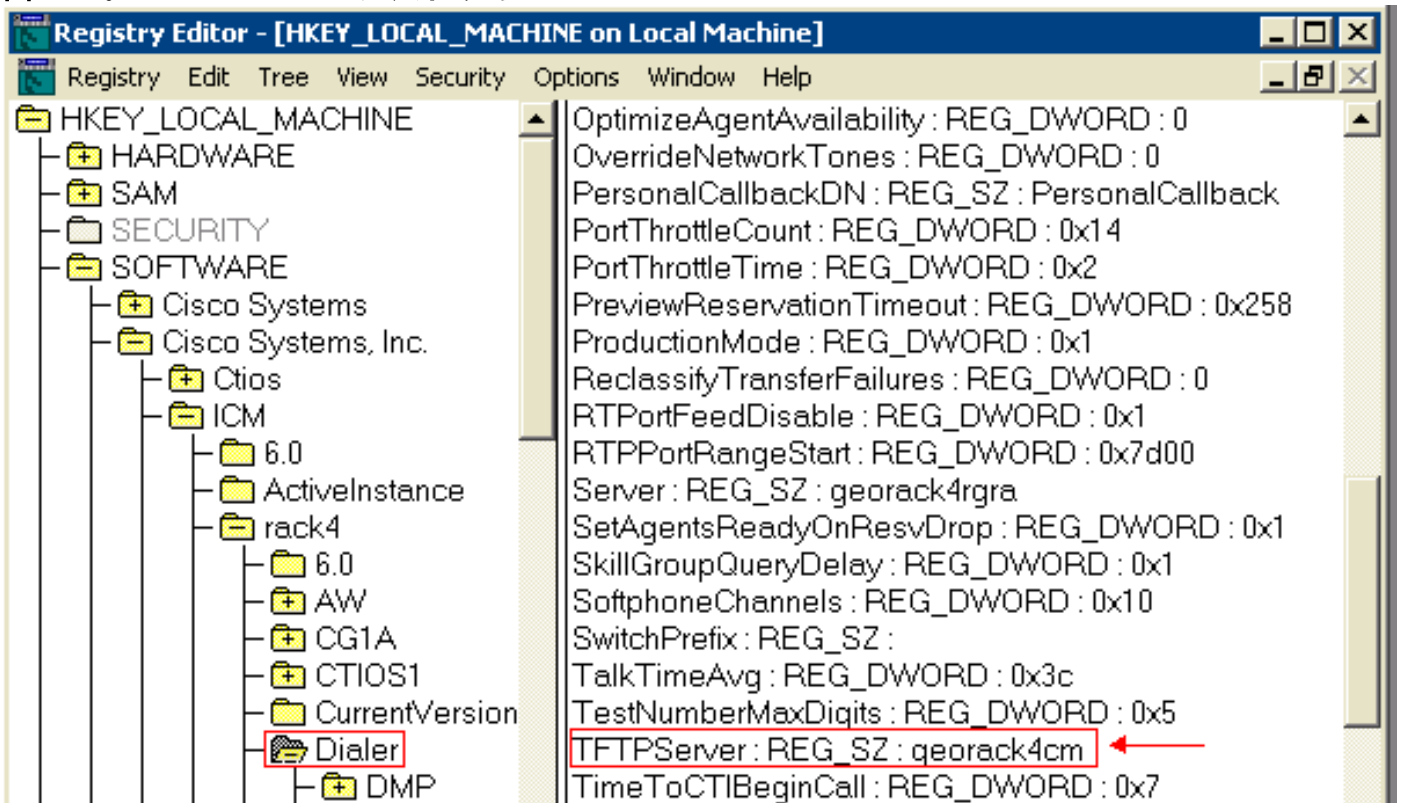 Registry Editor - [HKEY_LOCAL_MACHINE on Local Machine]
Registry Edit Tree View Security Options Window Help
HKEY_LOCAL_MACHINE
HARDWARE
SAM
SECURITY
SOFTWARE
Cisco Systems
Cisco Systems, Inc.
Ctios
ICM
6.0
ActiveInstance
rack4
6.0
AW
CG1A
CTIOS1
CurrentVersion
Dialer
DMP
OptimizeAgentAvailability : REG_DWORD : 0
OverrideNetworkTones : REG_DWORD : 0
PersonalCallbackDN : REG_SZ : PersonalCallback
PortThrottleCount : REG_DWORD : 0x14
PortThrottleTime : REG_DWORD : 0x2
PreviewReservationTimeout : REG_DWORD : 0x258
ProductionMode : REG_DWORD : 0x1
ReclassifyTransferFailures : REG_DWORD : 0
RTPortFeedDisable : REG_DWORD : 0x1
RTPPortRangeStart : REG_DWORD : 0x7d00
Server : REG_SZ : georack4rgra
SetAgentsReadyOnResvDrop : REG_DWORD : 0x1
SkillGroupQueryDelay : REG_DWORD : 0x1
SoftphoneChannels : REG_DWORD : 0x10
SwitchPrefix : REG_SZ :
TalkTimeAvg : REG_DWORD : 0x3c
TestNumberMaxDigits : REG_DWORD : 0x5
TFTPServer : REG_SZ : georack4cm
TimeToCTIBeginCall : REG_DWORD : 0x7